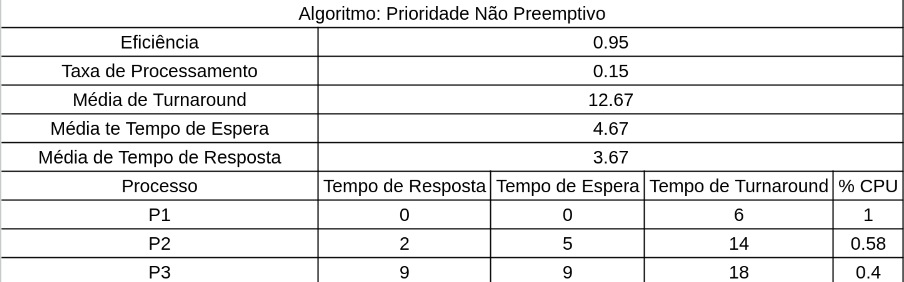 Algoritmo: Prioridade Não Preemptivo
Eficiência 0.95
Taxa de Processamento 0.15
Média de Turnaround 12.67
Média te Tempo de Espera 4.67
Média de Tempo de Resposta 3.67
Processo Tempo de Resposta Tempo de Espera Tempo de Turnaround % CPU
P1 0 0 6 1
P2 2 5 14 0.58
P3 9 9 18 0.4